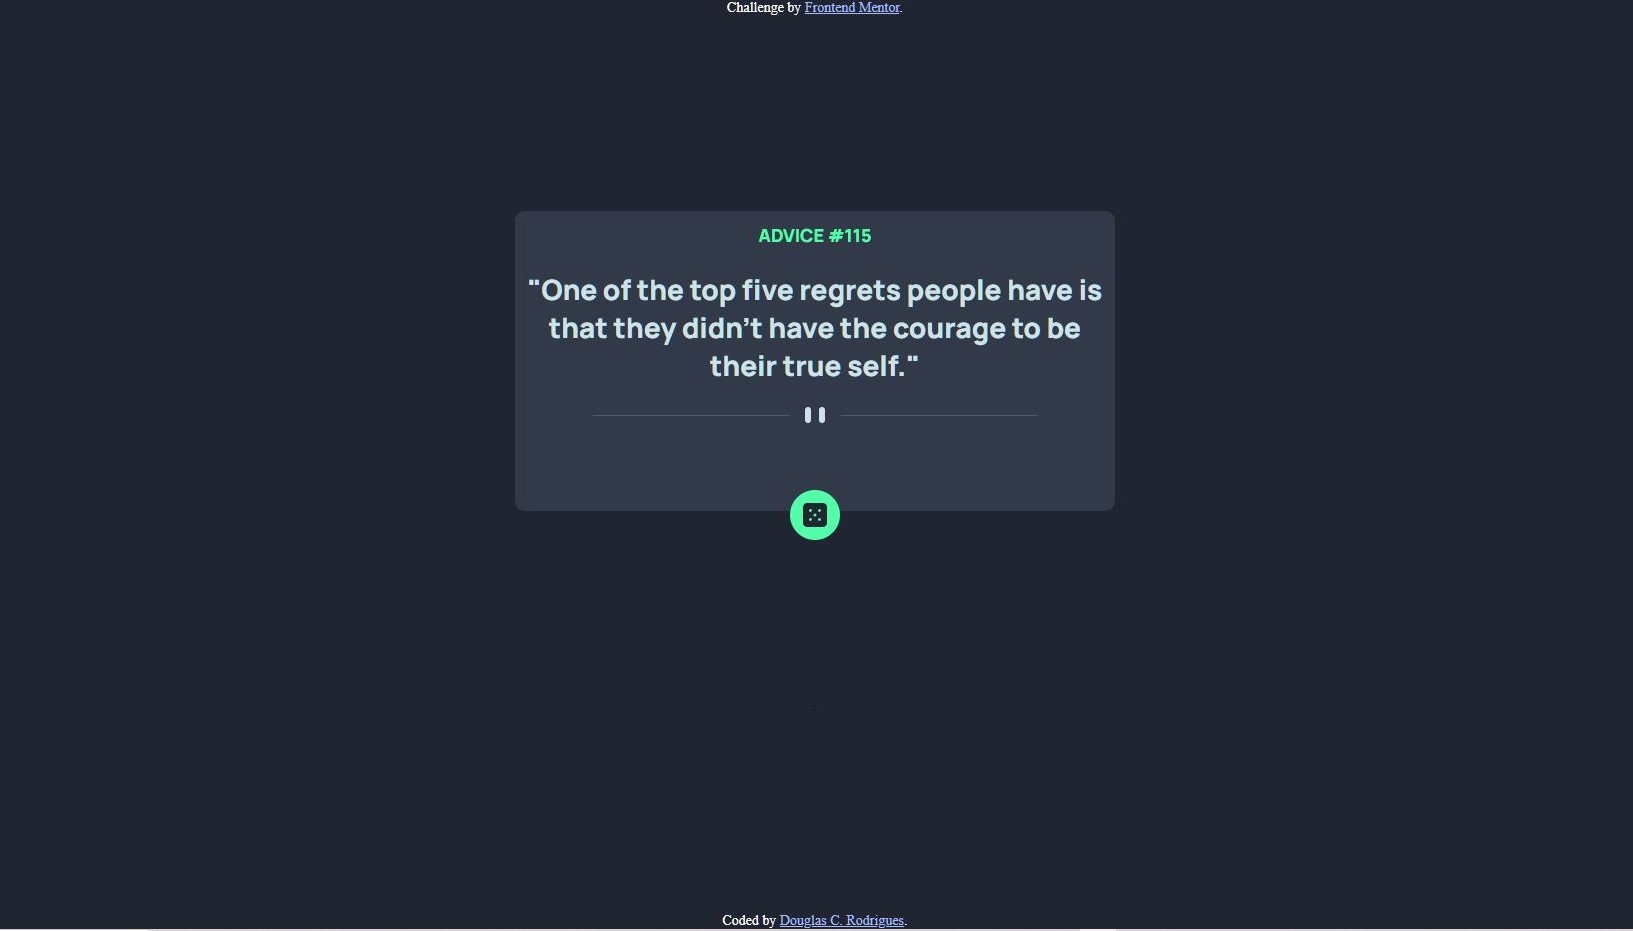 Challenge by Frontend Mentor.
ADVICE #115
"One of the top five regrets people have is
that they didn't have the courage to be
their true self."
Coded by Douglas C. Rodrigues.